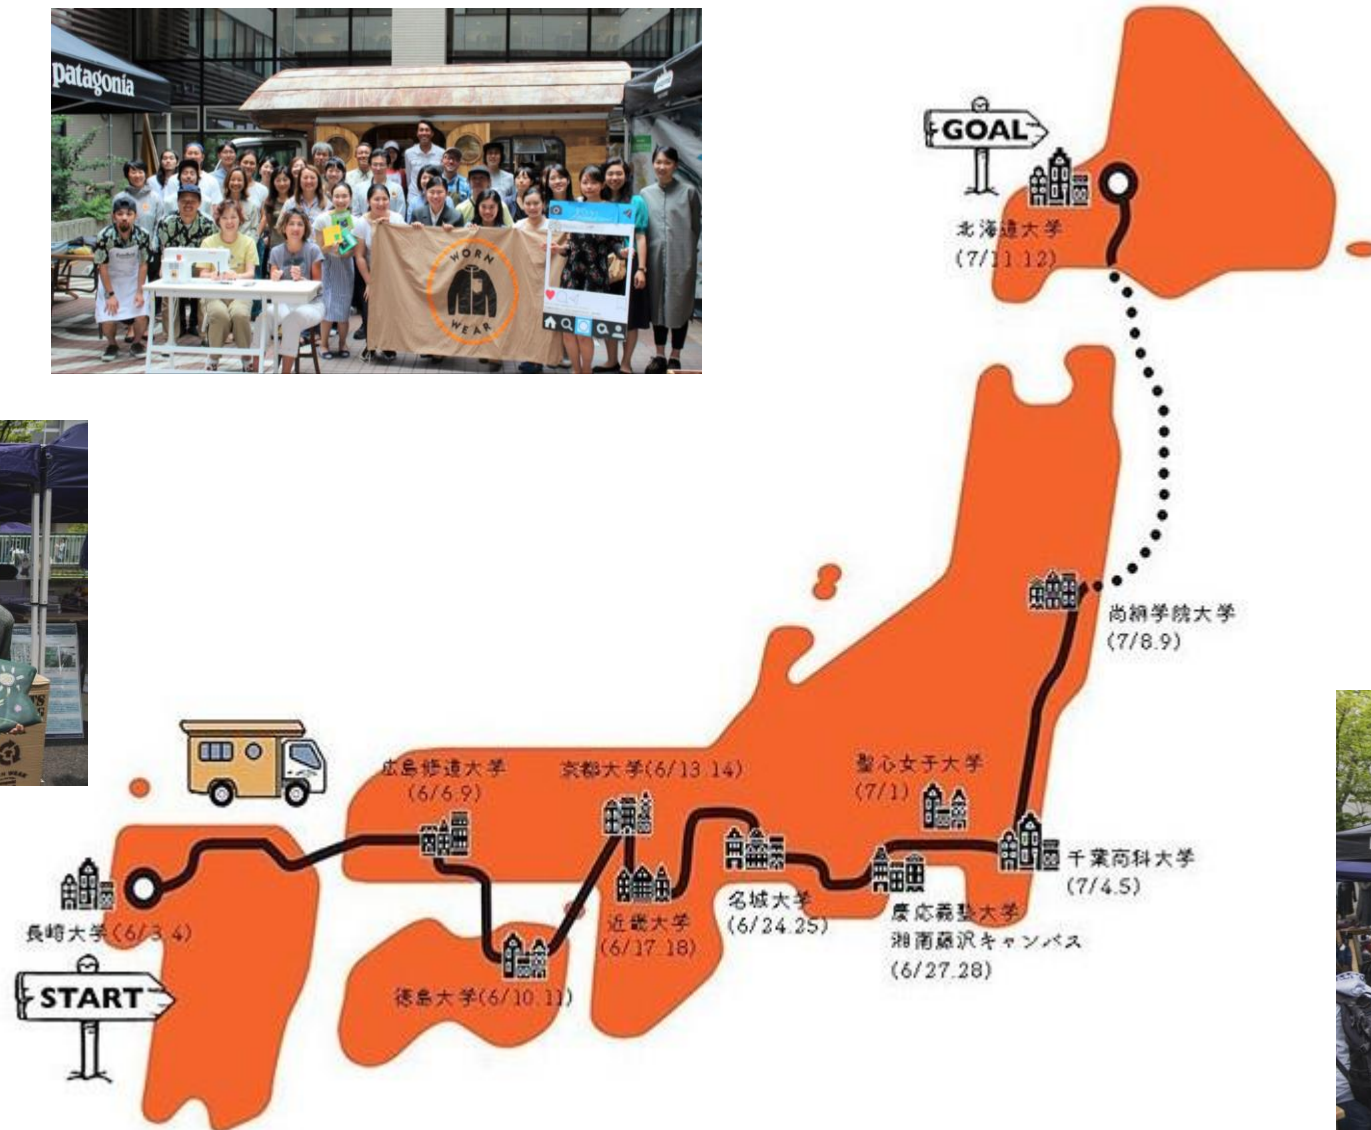 patagonia
WORN
WEAR
GOAL
北海道大学
(7/11.12)
尚絅学院大学
(7/8.9)
広島修道大学
(6/6.9)
京都大学(6/13.14)
聖心女子大学
(7/1)
千葉商科大学
(7/4.5)
長崎大学(6/3.4)
START
徳島大学(6/10.11)
近畿大学
(6/17.18)
名城大学
(6/24.25)
慶応義塾大学
湘南藤沢キャンパス
(6/27.28)